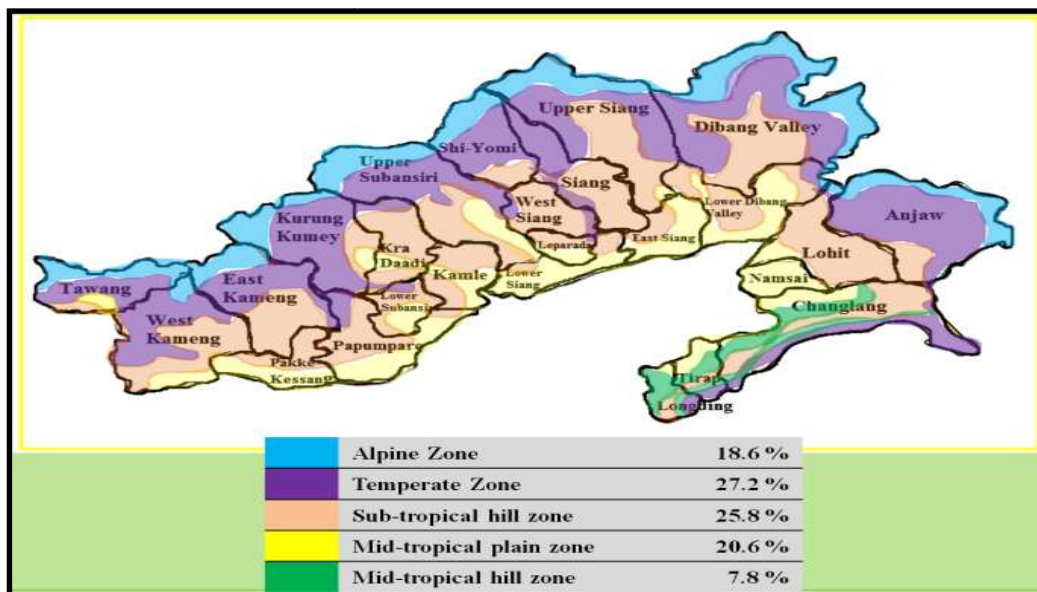 Upper Siang
Dibang Valley
Shi-Yomi
Upper
Subansiri
Siang
West
Siang
Lower Dibang
Valley
Anjaw
Kurung
Kumey
Kra
Daadi
Leparada
East Siang
Lohit
Kamle
Lower
Siang
Namsai
Tawang
East
Kameng
Lower
Subansi
Changlang
West
Kameng
Papumpare
Pakke
Kessang
Tirap
Longding
Alpine Zone 18.6 %
Temperate Zone 27.2 %
Sub-tropical hill zone 25.8 %
Mid-tropical plain zone 20.6 %
Mid-tropical hill zone 7.8 %